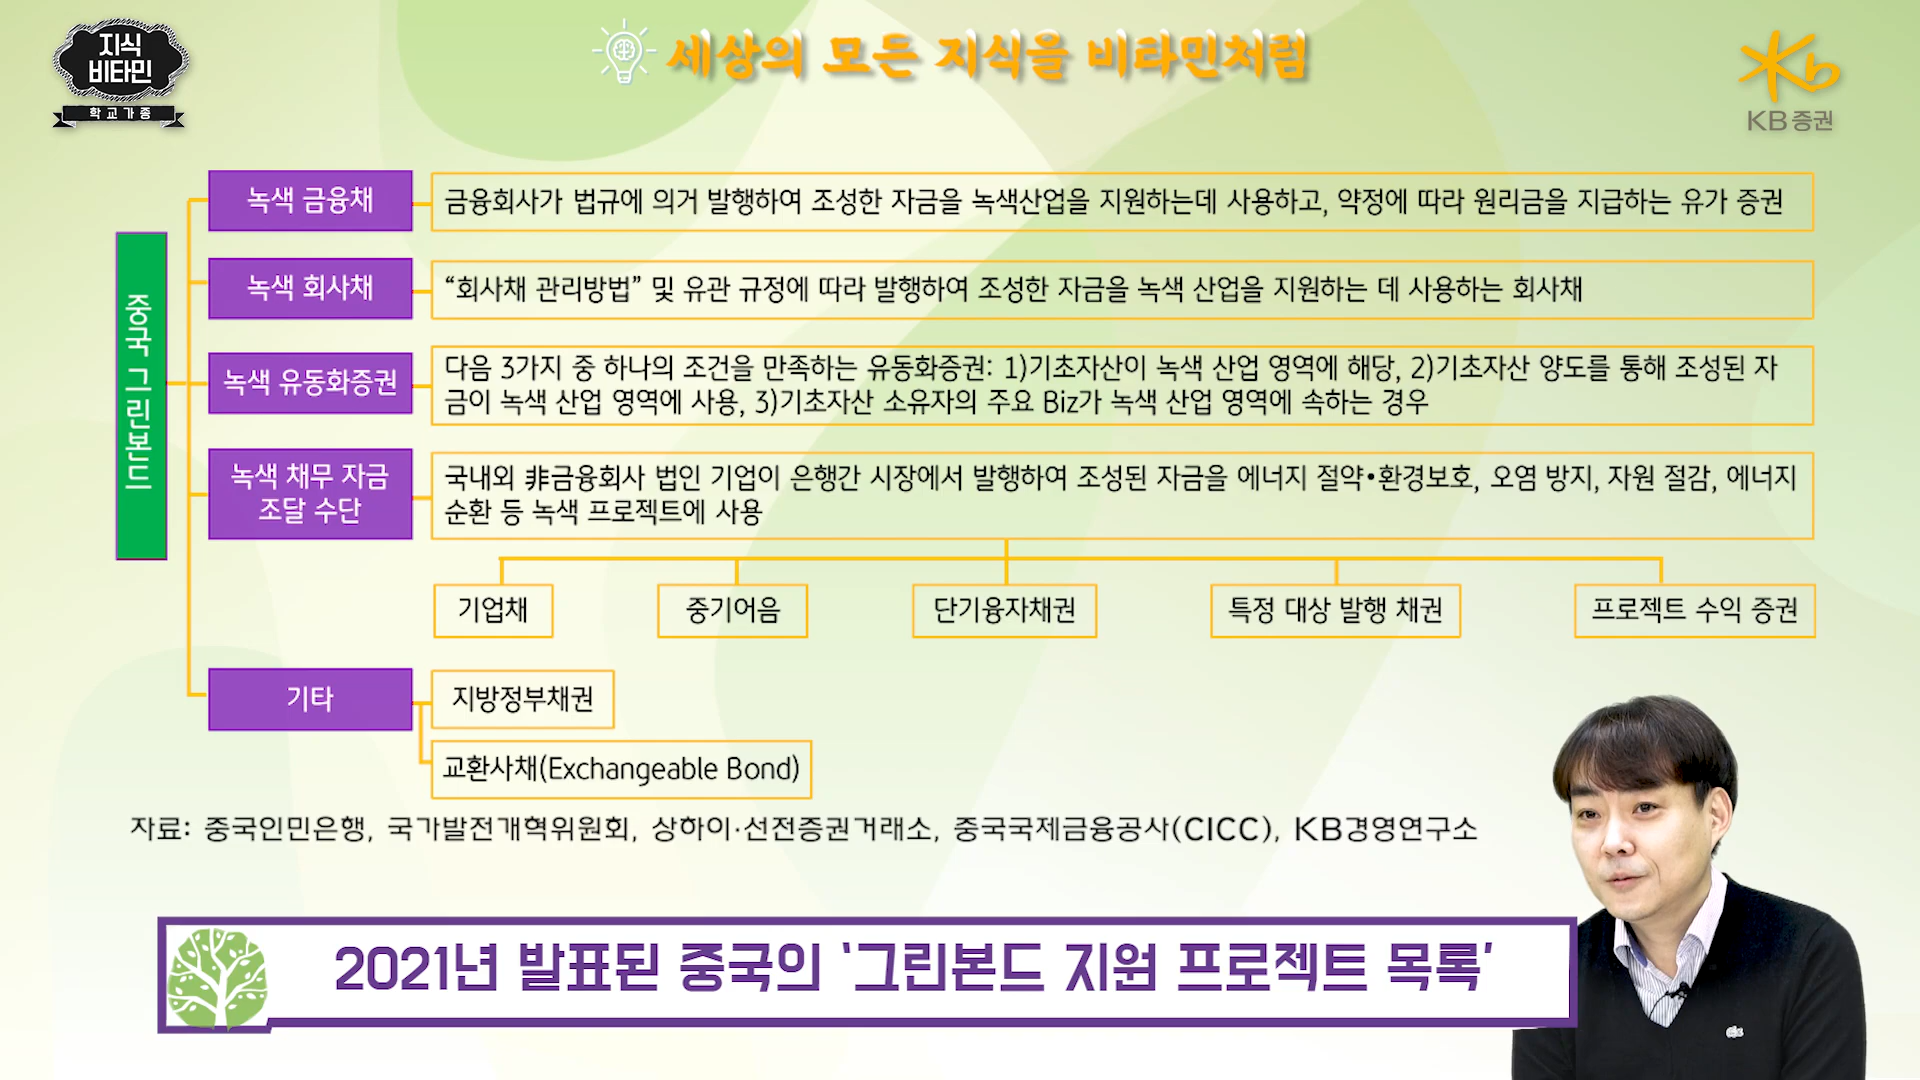 지식
비타민
학교가종
세상의 모든 지식을 비타민처럼
KB증권
중국 그린본드
녹색 금융채
금융회사가 법규에 의거 발행하여 조성한 자금을 녹색산업을 지원하는데 사용하고, 약정에 따라 원리금을 지급하는 유가 증권
녹색 회사채
“회사채 관리방법” 및 유관 규정에 따라 발행하여 조성한 자금을 녹색 산업을 지원하는 데 사용하는 회사채
녹색 유동화증권
다음 3가지 중 하나의 조건을 만족하는 유동화증권: 1)기초자산이 녹색 산업 영역에 해당, 2)기초자산 양도를 통해 조성된 자
금이 녹색 산업 영역에 사용, 3)기초자산 소유자의 주요 Biz가 녹색 산업 영역에 속하는 경우
녹색 채무 자금
조달 수단
국내외 非금융회사 법인 기업이 은행간 시장에서 발행하여 조성된 자금을 에너지 절약•환경보호, 오염 방지, 자원 절감, 에너지
순환 등 녹색 프로젝트에 사용
기업채
중기어음
단기융자채권
특정 대상 발행 채권
프로젝트 수익 증권
기타
지방정부채권
교환사채(Exchangeable Bond)
자료: 중국인민은행, 국가발전개혁위원회, 상하이·선전증권거래소, 중국국제금융공사(CICC), KB경영연구소
2021년 발표된 중국의 ‘그린본드 지원 프로젝트 목록’